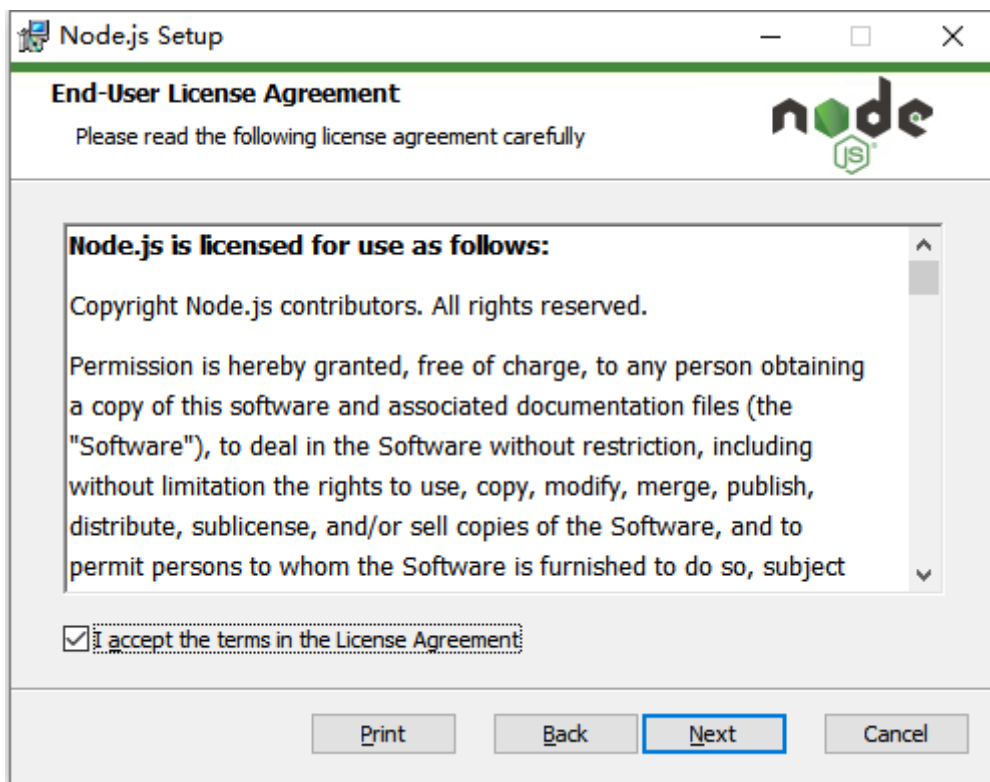 Node.js Setup
End-User License Agreement
Please read the following license agreement carefully
node
JS
Node.js is licensed for use as follows:
Copyright Node.js contributors. All rights reserved.
Permission is hereby granted, free of charge, to any person obtaining
a copy of this software and associated documentation files (the
"Software"), to deal in the Software without restriction, including
without limitation the rights to use, copy, modify, merge, publish,
distribute, sublicense, and/or sell copies of the Software, and to
permit persons to whom the Software is furnished to do so, subject
I accept the terms in the License Agreement
Print Back Next Cancel